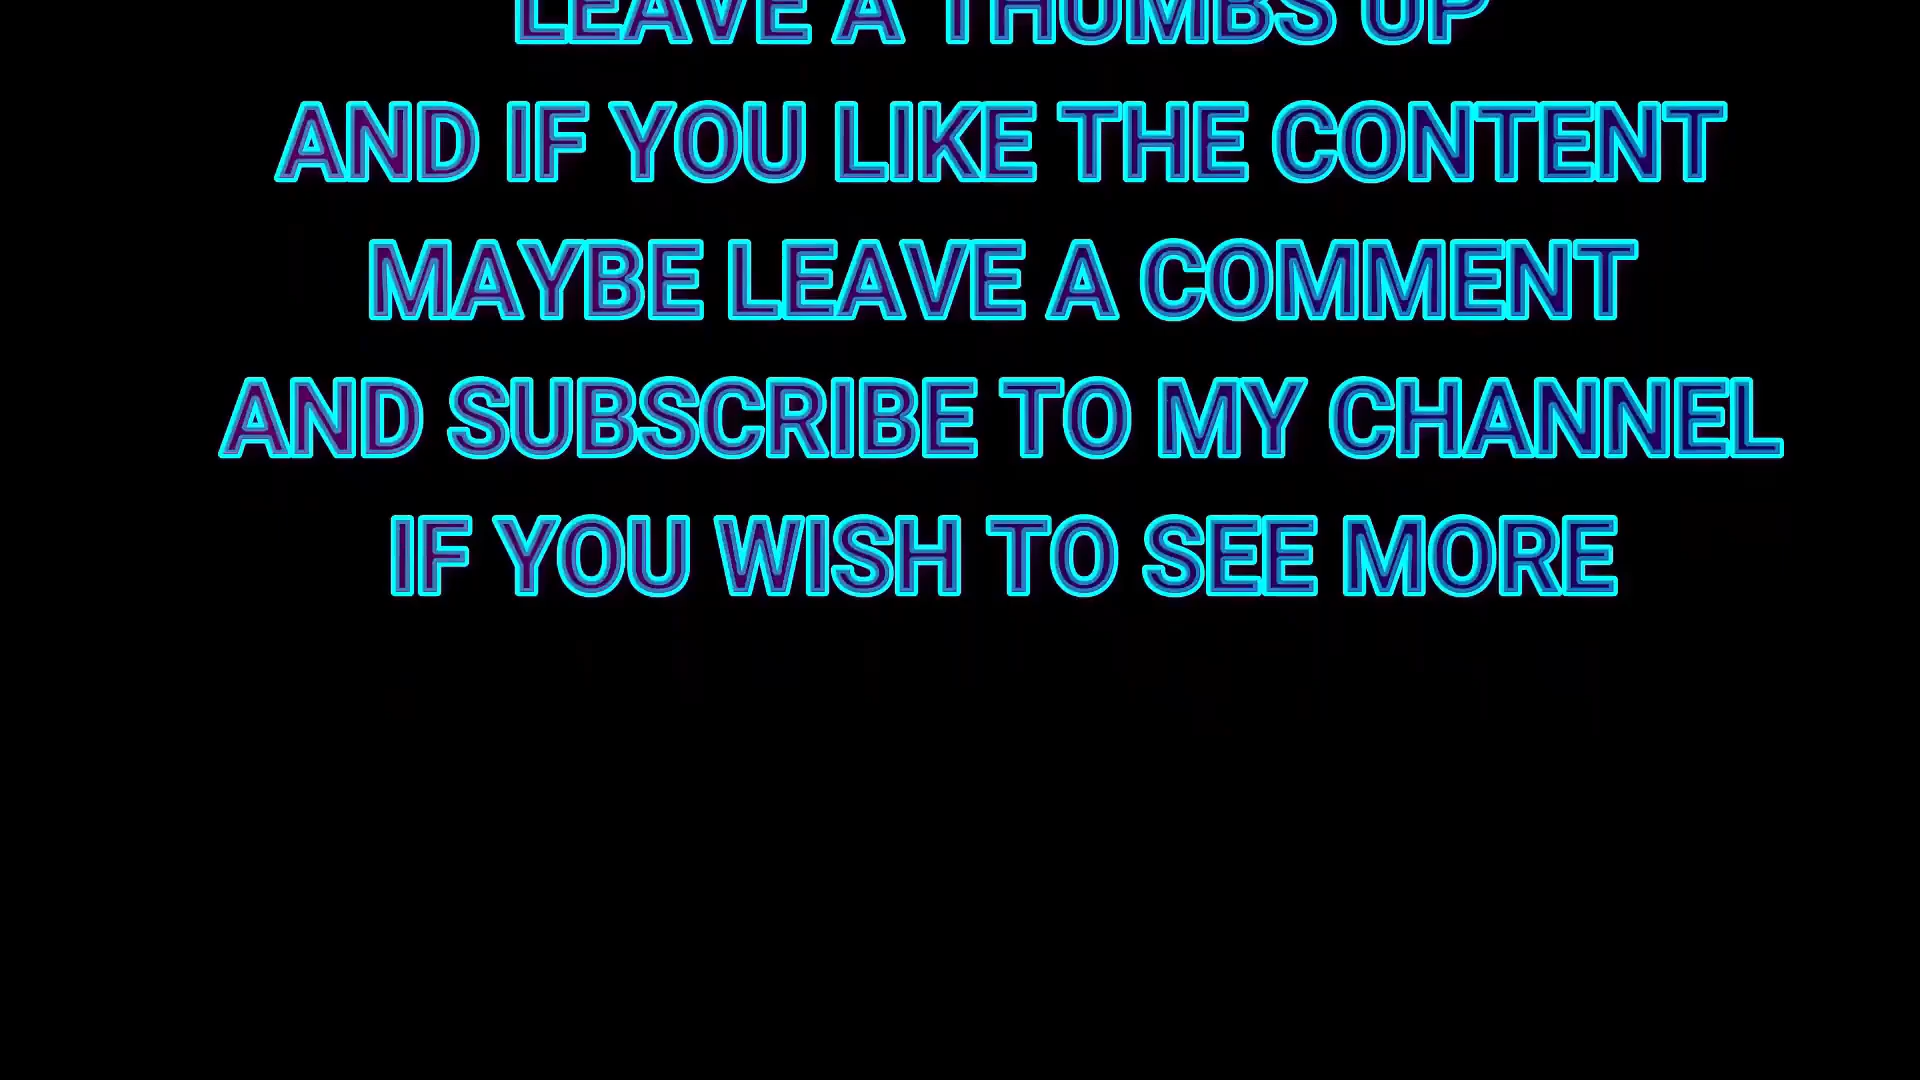 LEAVE A THUMBS UP
AND IF YOU LIKE THE CONTENT
MAYBE LEAVE A COMMENT
AND SUBSCRIBE TO MY CHANNEL
IF YOU WISH TO SEE MORE